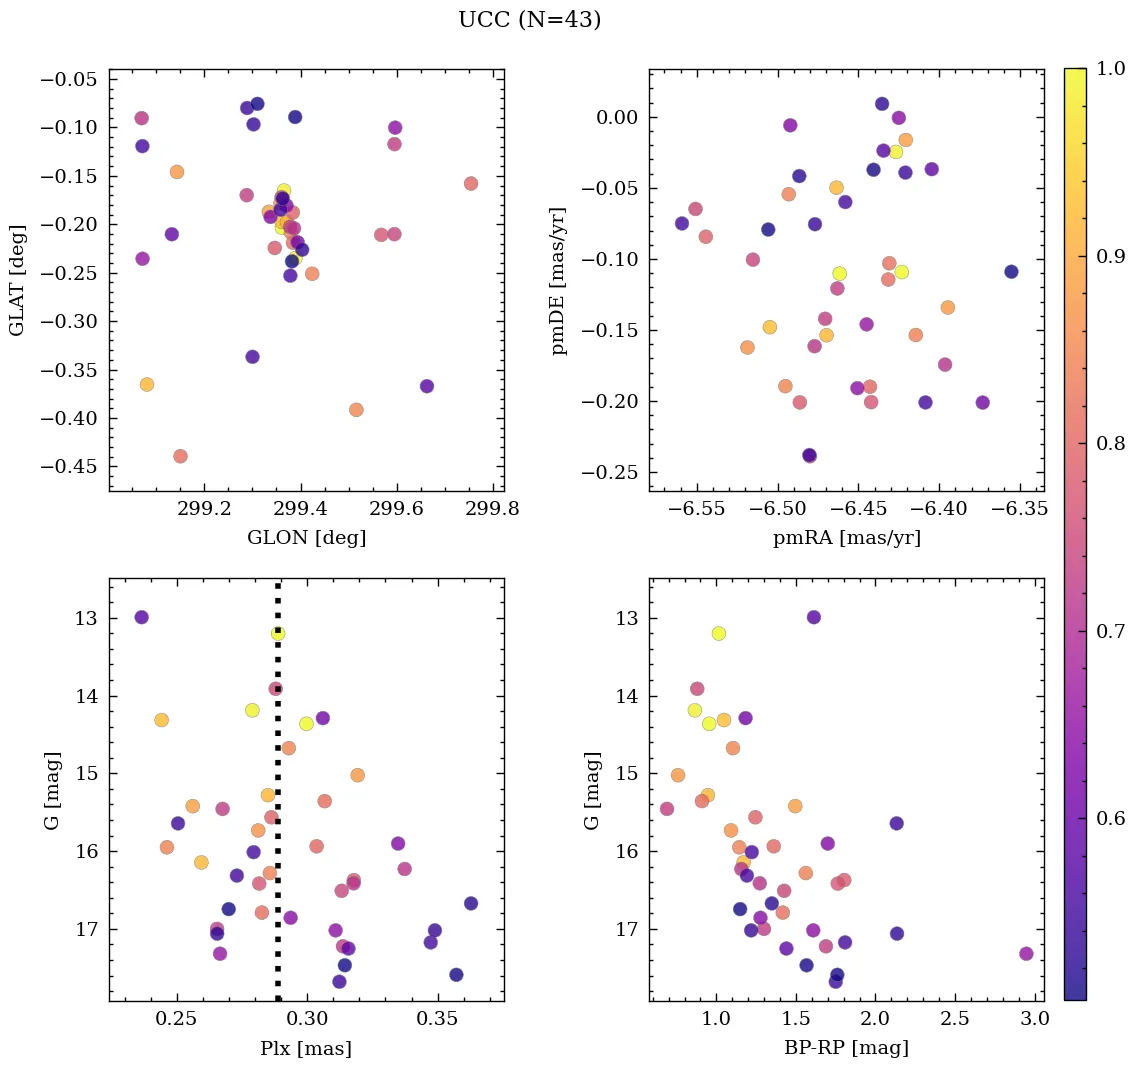 UCC (N=43)
−0.05
−0.10
−0.15
−0.20
−0.25
−0.30
−0.35
−0.40
−0.45
GLAT [deg]
299.2 299.4 299.6 299.8
GLON [deg]
0.00
−0.05
−0.10
−0.15
−0.20
−0.25
pmDE [mas/yr]
−6.55 −6.50 −6.45 −6.40 −6.35
pmRA [mas/yr]
13
14
15
16
17
G [mag]
0.25 0.30 0.35
Plx [mas]
13
14
15
16
17
G [mag]
1.0 1.5 2.0 2.5 3.0
BP-RP [mag]
1.0
0.9
0.8
0.7
0.6